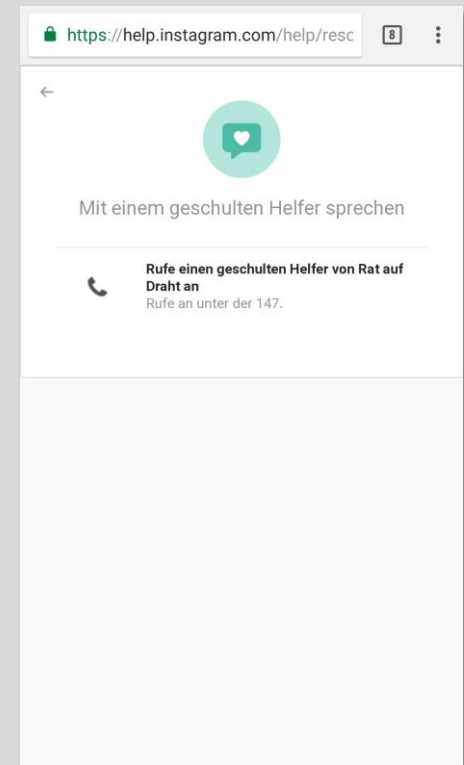 https://help.instagram.com/help/resc
8
Mit einem geschulten Helfer sprechen
Rufe einen geschulten Helfer von Rat auf
Draht an
Rufe an unter der 147.